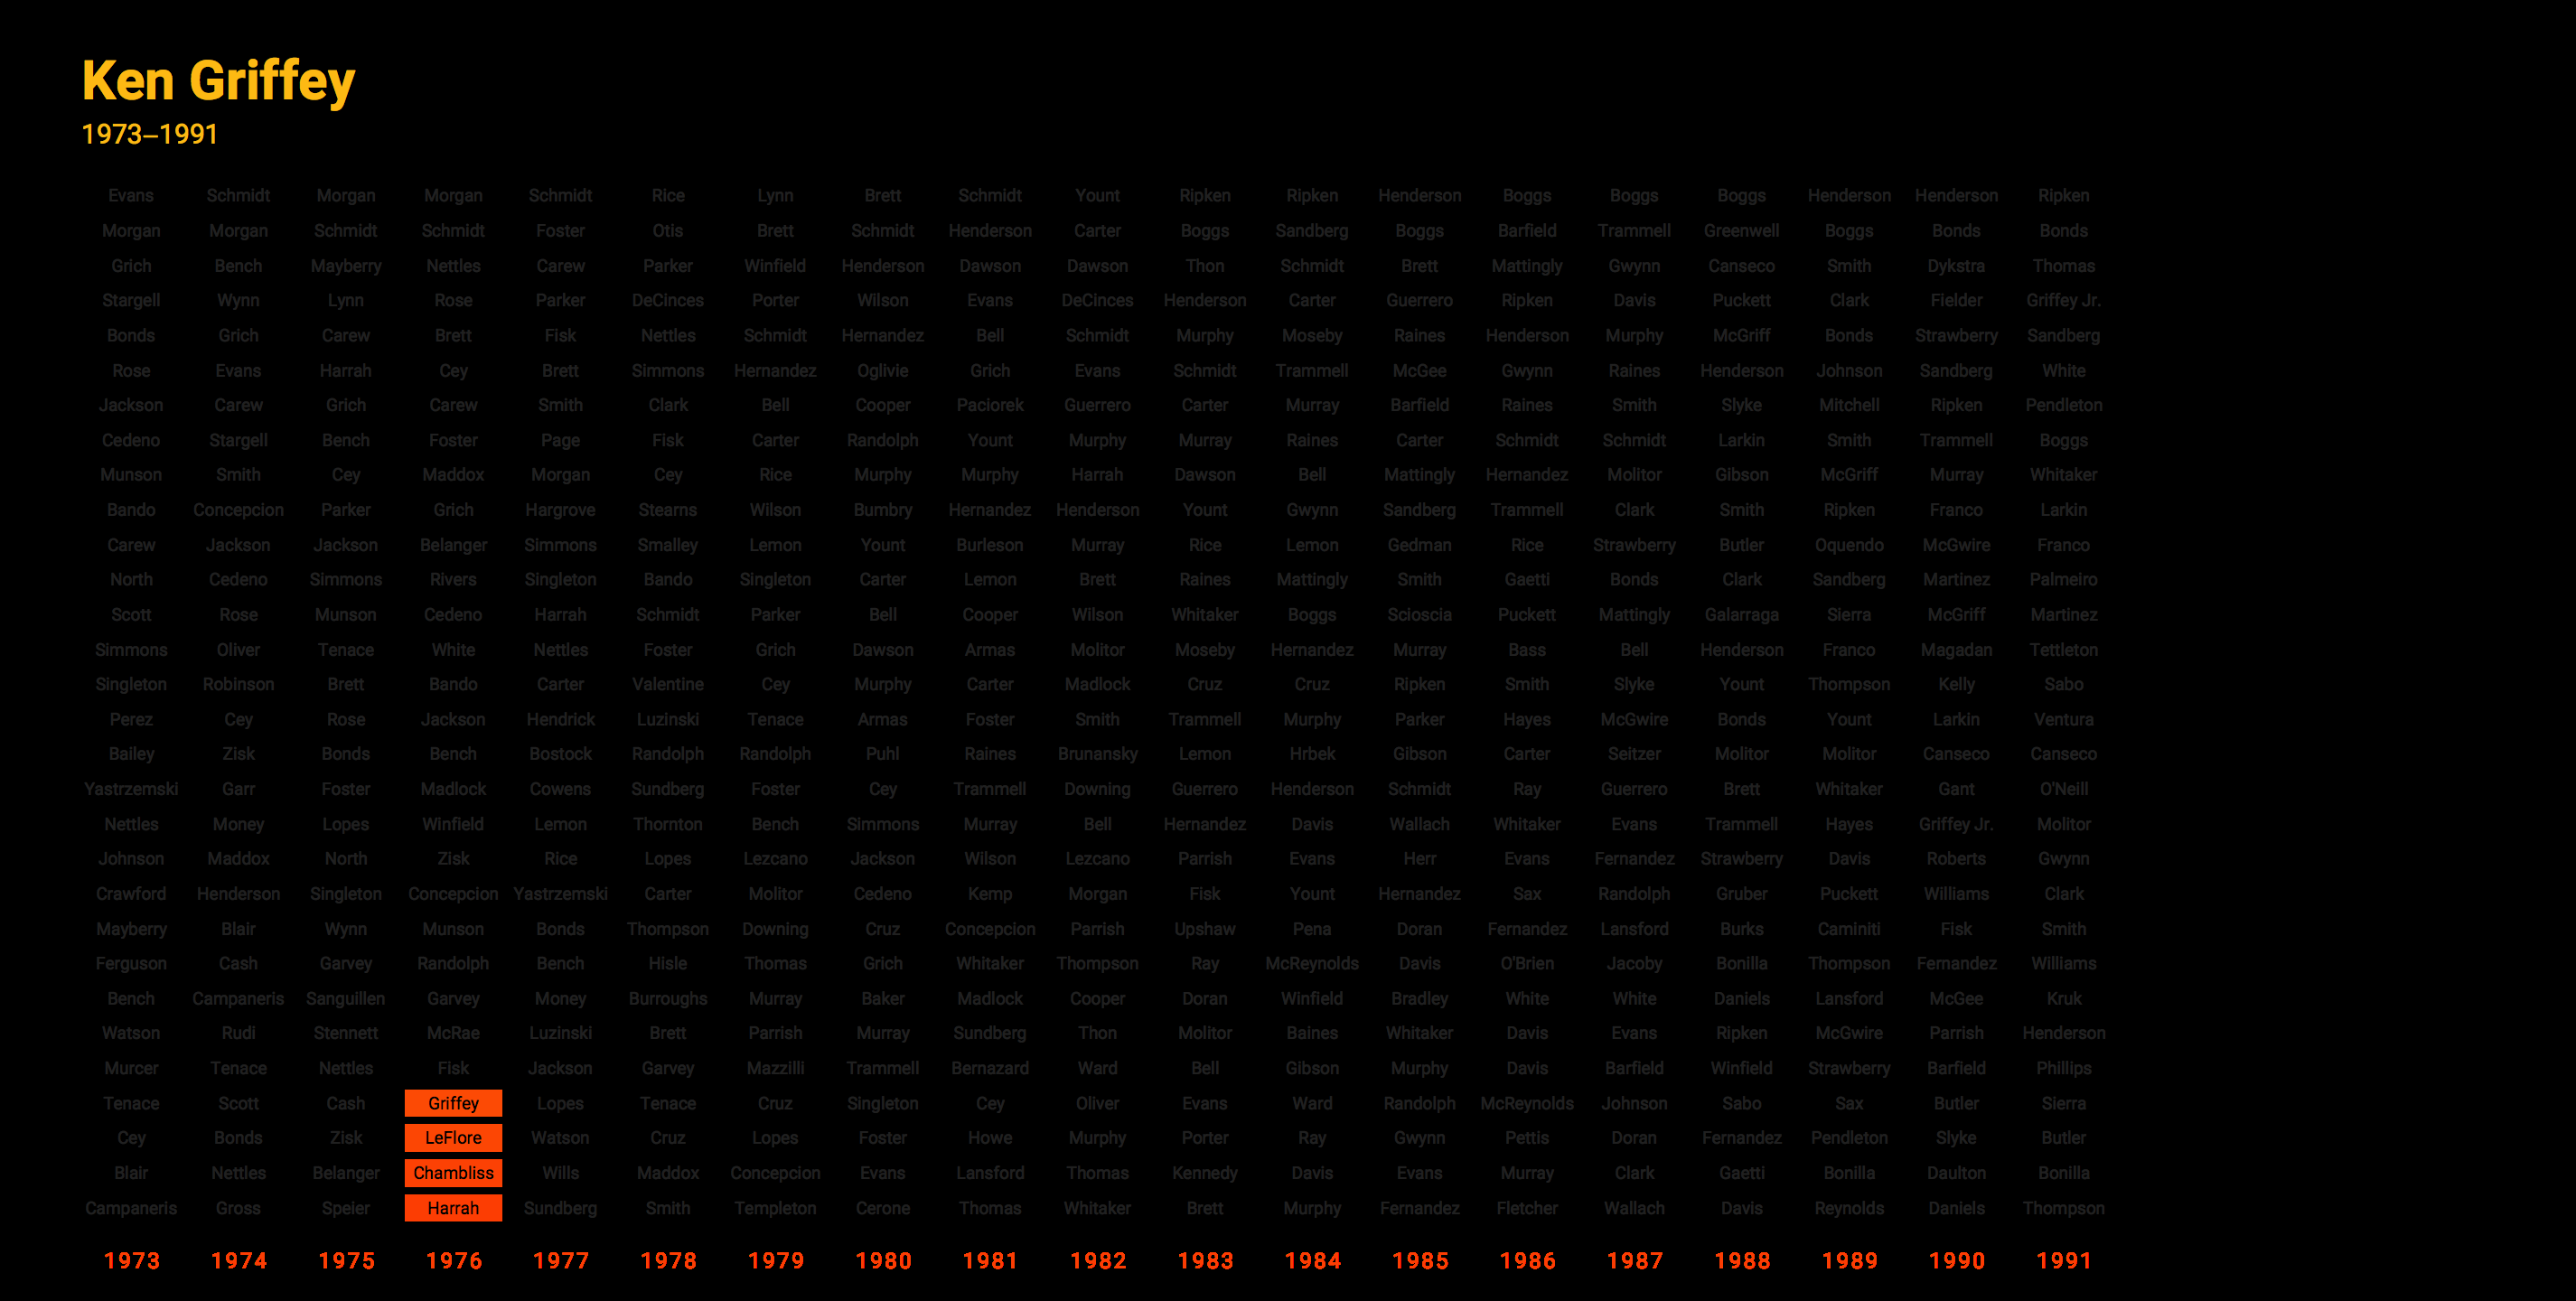 Ken Griffey
1973–1991
Evans Schmidt Morgan Morgan Schmidt Rice Lynn Brett Schmidt Yount Ripken Ripken Henderson Boggs Boggs Boggs Henderson Henderson Ripken
Morgan Morgan Schmidt Schmidt Foster Otis Brett Schmidt Henderson Carter Boggs Sandberg Boggs Barfield Trammell Greenwell Boggs Bonds Bonds
Grich Bench Mayberry Nettles Carew Parker Winfield Henderson Dawson Dawson Thon Schmidt Brett Mattingly Gwynn Canseco Smith Dykstra Thomas
Stargell Wynn Lynn Rose Parker DeCinces Porter Wilson Evans DeCinces Henderson Carter Guerrero Ripken Davis Puckett Clark Fielder Griffey Jr.
Bonds Grich Carew Brett Fisk Nettles Schmidt Hernandez Bell Schmidt Murphy Moseby Raines Henderson Murphy McGriff Bonds Strawberry Sandberg
Rose Evans Harrah Cey Brett Simmons Hernandez Oglivie Grich Evans Schmidt Trammell McGee Gwynn Raines Henderson Johnson Sandberg White
Jackson Carew Grich Carew Smith Clark Bell Cooper Paciorek Guerrero Carter Murray Barfield Raines Smith Slyke Mitchell Ripken Pendleton
Cedeno Stargell Bench Foster Page Fisk Carter Randolph Yount Murphy Murray Raines Carter Schmidt Schmidt Larkin Smith Trammell Boggs
Munson Smith Cey Maddox Morgan Cey Rice Murphy Murphy Harrah Dawson Bell Mattingly Hernandez Molitor Gibson McGriff Murray Whitaker
Bando Concepcion Parker Grich Hargrove Stearns Wilson Bumbry Hernandez Henderson Yount Gwynn Sandberg Trammell Clark Smith Ripken Franco Larkin
Carew Jackson Jackson Belanger Simmons Smalley Lemon Yount Burleson Murray Rice Lemon Gedman Rice Strawberry Butler Oquendo McGwire Franco
North Cedeno Simmons Rivers Singleton Bando Singleton Carter Lemon Brett Raines Mattingly Smith Gaetti Bonds Clark Sandberg Martinez Palmeiro
Scott Rose Munson Cedeno Harrah Schmidt Parker Bell Cooper Wilson Whitaker Boggs Scioscia Puckett Mattingly Galarraga Sierra McGriff Martinez
Simmons Oliver Tenace White Nettles Foster Grich Dawson Armas Molitor Moseby Hernandez Murray Bass Bell Henderson Franco Magadan Tettleton
Singleton Robinson Brett Bando Carter Valentine Cey Murphy Carter Madlock Cruz Cruz Ripken Smith Slyke Yount Thompson Kelly Sabo
Perez Cey Rose Jackson Hendrick Luzinski Tenace Armas Foster Smith Trammell Murphy Parker Hayes McGwire Bonds Yount Larkin Ventura
Bailey Zisk Bonds Bench Bostock Randolph Randolph Puhl Raines Brunansky Lemon Hrbek Gibson Carter Seitzer Molitor Molitor Canseco Canseco
Yastrzemski Garr Foster Madlock Cowens Sundberg Foster Cey Trammell Downing Guerrero Henderson Schmidt Ray Guerrero Brett Whitaker Gant O'Neill
Nettles Money Lopes Winfield Lemon Thornton Bench Simmons Murray Bell Hernandez Davis Wallach Whitaker Evans Trammell Hayes Griffey Jr. Molitor
Johnson Maddox North Zisk Rice Lopes Lezcano Jackson Wilson Lezcano Parrish Evans Herr Evans Fernandez Strawberry Davis Roberts Gwynn
Crawford Henderson Singleton Concepcion Yastrzemski Carter Molitor Cedeno Kemp Morgan Fisk Yount Hernandez Sax Randolph Gruber Puckett Williams Clark
Mayberry Blair Wynn Munson Bonds Thompson Downing Cruz Concepcion Parrish Upshaw Pena Doran Fernandez Lansford Burks Caminiti Fisk Smith
Ferguson Cash Garvey Randolph Bench Hisle Thomas Grich Whitaker Thompson Ray McReynolds Davis O'Brien Jacoby Bonilla Thompson Fernandez Williams
Bench Campaneris Sanguillen Garvey Money Burroughs Murray Baker Madlock Cooper Doran Winfield Bradley White White Daniels Lansford McGee Kruk
Watson Rudi Stennett McRae Luzinski Brett Parrish Murray Sundberg Thon Molitor Baines Whitaker Davis Evans Ripken McGwire Parrish Henderson
Murcer Tenace Nettles Fisk Jackson Garvey Mazzilli Trammell Bernazard Ward Bell Gibson Murphy Davis Barfield Winfield Strawberry Barfield Phillips
Tenace Scott Cash Griffey Lopes Tenace Cruz Singleton Cey Oliver Evans Ward Randolph McReynolds Johnson Sabo Sax Butler Sierra
Cey Bonds Zisk LeFlore Watson Cruz Lopes Foster Howe Murphy Porter Ray Gwynn Pettis Doran Fernandez Pendleton Slyke Butler
Blair Nettles Belanger Chambliss Wills Maddox Concepcion Evans Lansford Thomas Kennedy Davis Evans Murray Clark Gaetti Bonilla Daulton Bonilla
Campaneris Gross Speier Harrah Sundberg Smith Templeton Cerone Thomas Whitaker Brett Murphy Fernandez Fletcher Wallach Davis Reynolds Daniels Thompson
1973 1974 1975 1976 1977 1978 1979 1980 1981 1982 1983 1984 1985 1986 1987 1988 1989 1990 1991